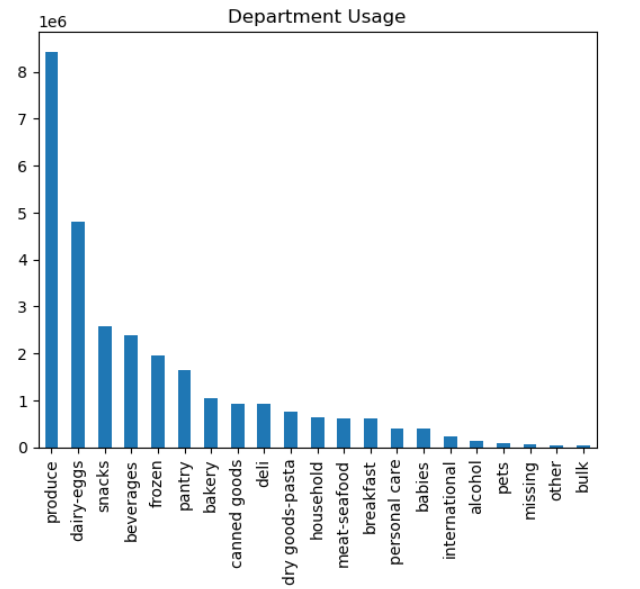 Department Usage
1e6
8
7
6
5
4
3
2
1
0
produce
dairy-eggs
snacks
beverages
frozen
pantry
bakery
canned goods
deli
dry goods-pasta
household
meat-seafood
breakfast
personal care
babies
international
alcohol
pets
missing
other
bulk